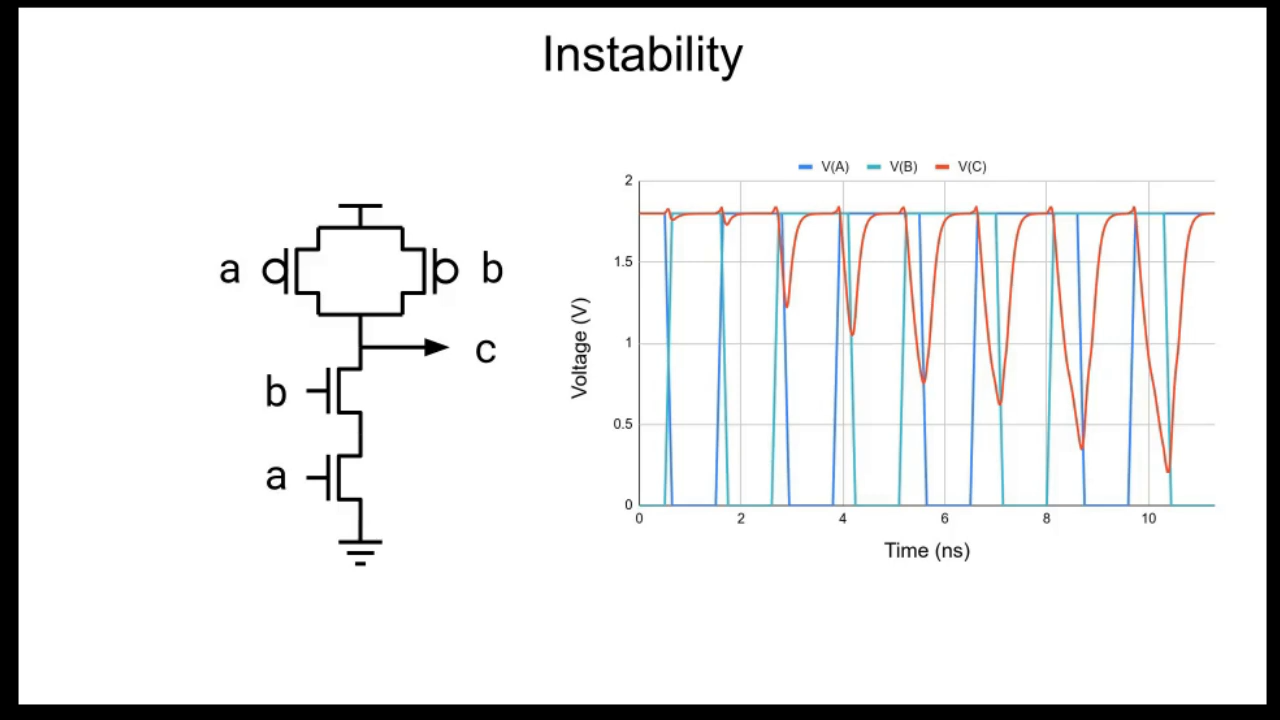 Instability
a
b
c
b
a
V(A) V(B) V(C)
Voltage (V)
2
1.5
1
0.5
0
0 2 4 6 8 10
Time (ns)